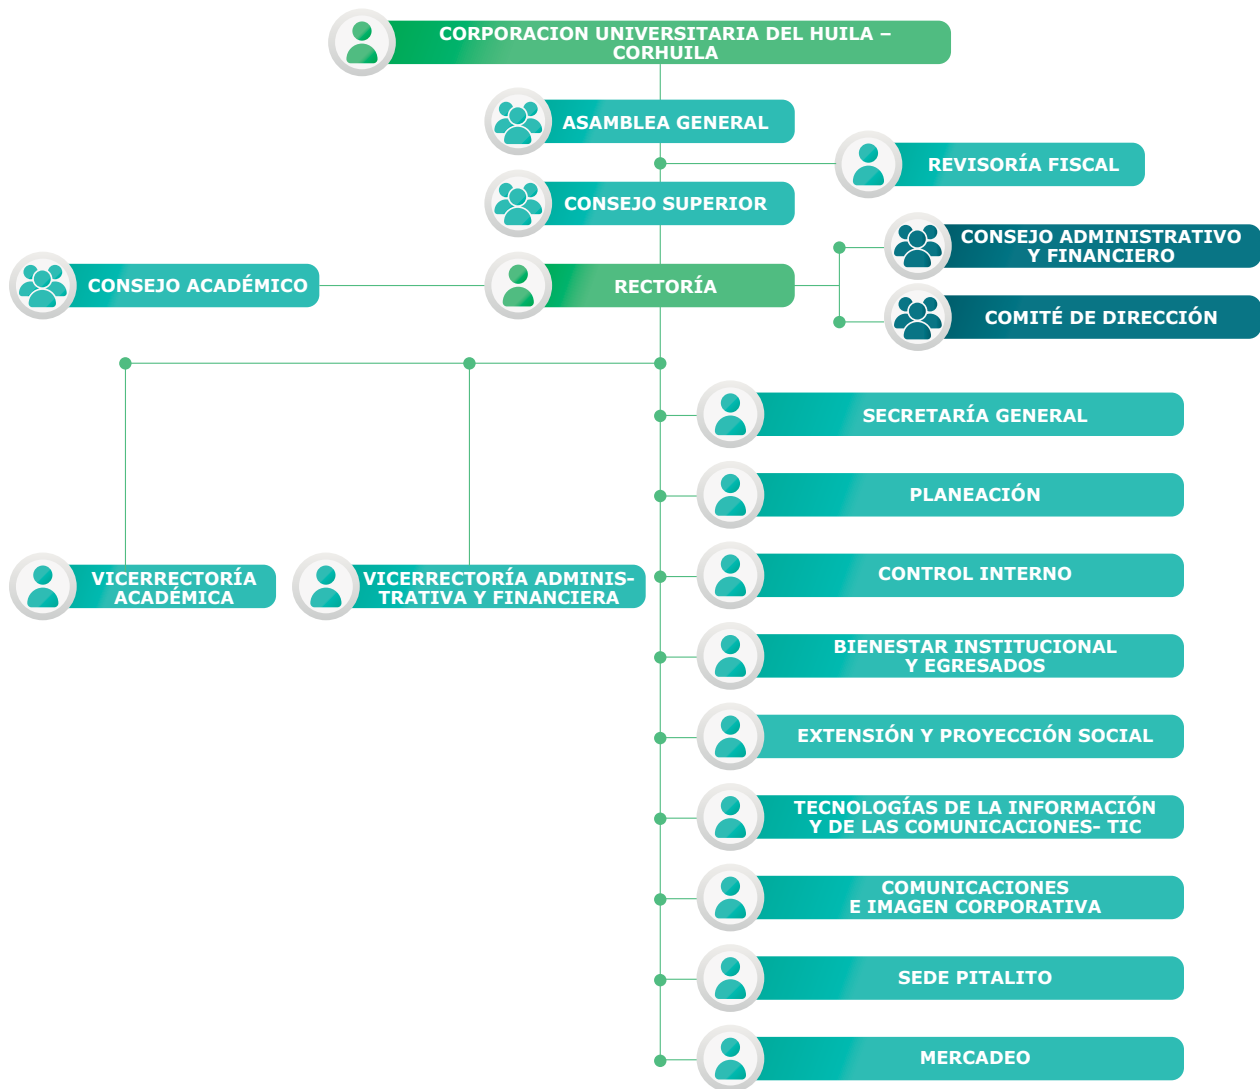 CORPORACION UNIVERSITARIA DEL HUILA –
CORHUILA
ASAMBLEA GENERAL
REVISORÍA FISCAL
CONSEJO SUPERIOR
CONSEJO ADMINISTRATIVO
Y FINANCIERO
CONSEJO ACADÉMICO
RECTORÍA
COMITÉ DE DIRECCIÓN
SECRETARÍA GENERAL
PLANEACIÓN
VICERRECTORÍA
ACADÉMICA
VICERRECTORÍA ADMINIS-
TRATIVA Y FINANCIERA
CONTROL INTERNO
BIENESTAR INSTITUCIONAL
Y EGRESADOS
EXTENSIÓN Y PROYECCIÓN SOCIAL
TECNOLOGÍAS DE LA INFORMACIÓN
Y DE LAS COMUNICACIONES- TIC
COMUNICACIONES
E IMAGEN CORPORATIVA
SEDE PITALITO
MERCADEO